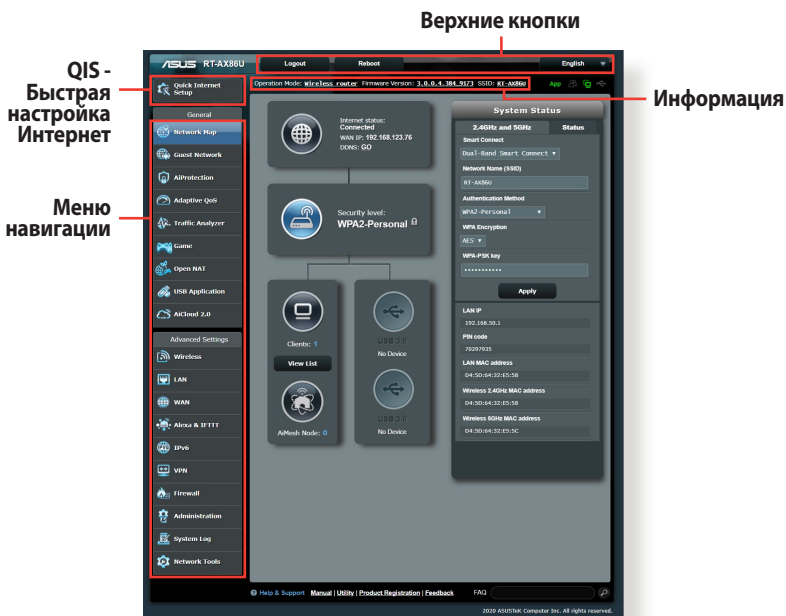 Верхние кнопки
QIS -
Быстрая
настройка
Интернет
Меню
навигации
Информация
ASUS RT-AX86U
Logout
Reboot
English
Operation Mode: Wireless router Firmware Version: 3.0.0.4.384_9173 SSID: RT-AX86U
App
Quick Internet
Setup
General
Network Map
Guest Network
AiProtection
Adaptive QoS
Traffic Analyzer
Game
Open NAT
USB Application
AiCloud 2.0
Advanced Settings
Wireless
LAN
WAN
Alexa & IFTTT
IPv6
VPN
Firewall
Administration
System Log
Network Tools
Internet status:
Connected
WAN IP: 192.168.123.76
DDNS: GO
Security level:
WPA2-Personal
Clients: 1
View List
AiMesh Node: 0
USB 3.0
No Device
USB 3.0
No Device
System Status
2.4GHz and 5GHz
Status
Smart Connect
Dual-Band Smart Connect
Network Name (SSID)
RT-AX86U
Authentication Method
WPA2-Personal
WPA Encryption
AES
WPA-PSK key
Apply
LAN IP
192.168.50.1
PIN code
70297935
LAN MAC address
D4:5D:64:32:E5:58
Wireless 2.4GHz MAC address
D4:5D:64:32:E5:58
Wireless 5GHz MAC address
D4:5D:64:32:E5:5C
Help & Support Manual | Utility | Product Registration | Feedback
FAQ
2020 ASUSTeK Computer Inc. All rights reserved.